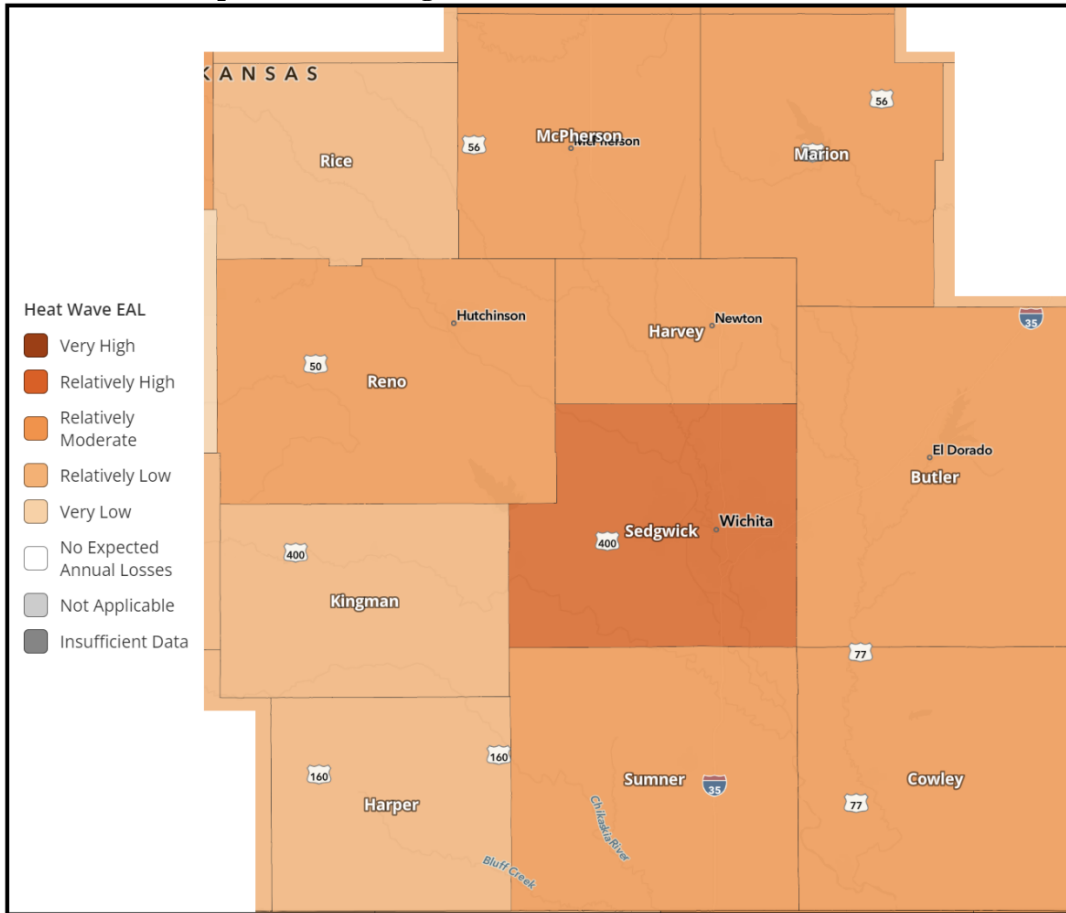 KANSAS
56
McPherson
McPherson
56
Marion
Rice
Hutchinson
Newton
Harvey
35
50
Reno
Heat Wave EAL
Very High
Relatively High
Relatively
Moderate
Relatively Low
Very Low
No Expected
Annual Losses
Not Applicable
Insufficient Data
El Dorado
Butler
Wichita
Sedgwick
400
400
Kingman
77
160
160
Harper
Sumner
35
Cowley
77
Chikaskia River
Bluff Creek